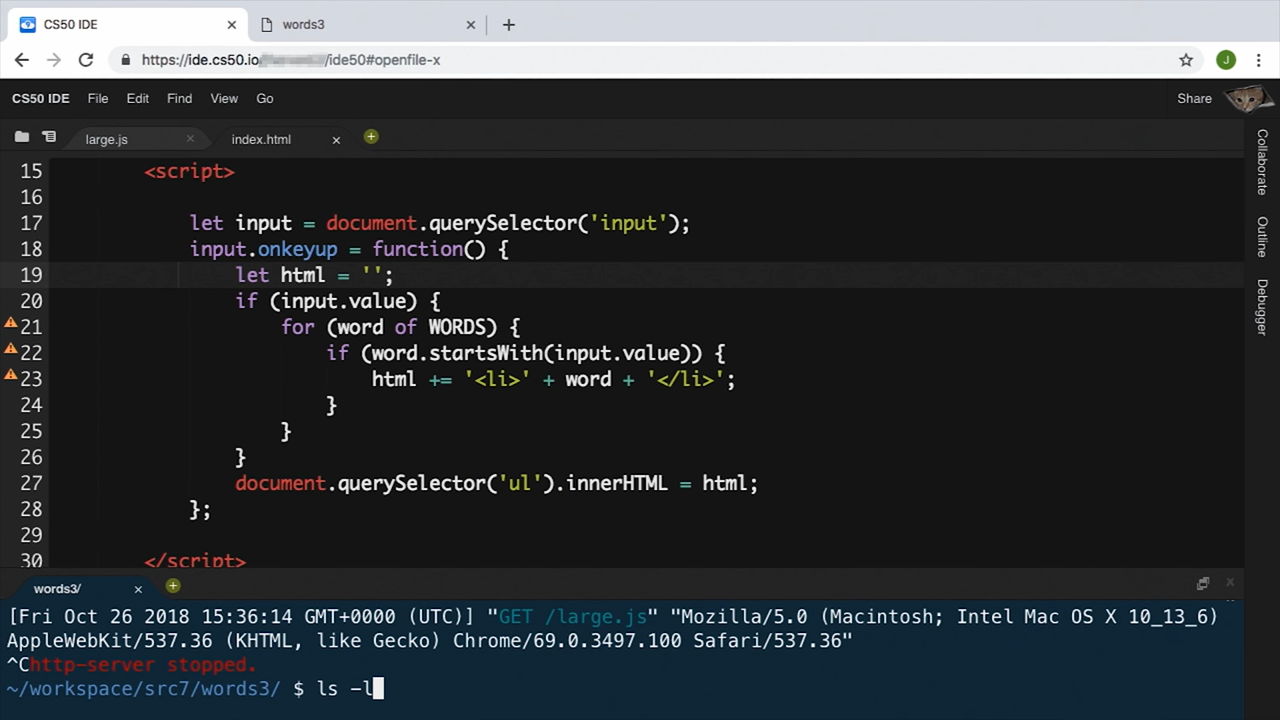 CS50 IDE
words3
https://ide.cs50.io/ide50#openfile-x
J
CS50 IDE File Edit Find View Go Share
large.js index.html
15 <script>
16
17 let input = document.querySelector('input');
18 input.onkeyup = function() {
19 let html = '';
20 if (input.value) {
21 for (word of WORDS) {
22 if (word.startsWith(input.value)) {
23 html += '<li>' + word + '</li>';
24 }
25 }
26 }
27 document.querySelector('ul').innerHTML = html;
28 };
29
30 </script>
Collaborate
Outline
Debugger
words3/
[Fri Oct 26 2018 15:36:14 GMT+0000 (UTC)] "GET /large.js" "Mozilla/5.0 (Macintosh; Intel Mac OS X 10_13_6)
AppleWebKit/537.36 (KHTML, like Gecko) Chrome/69.0.3497.100 Safari/537.36"
^Chttp-server stopped.
~/workspace/src7/words3/ $ ls -l